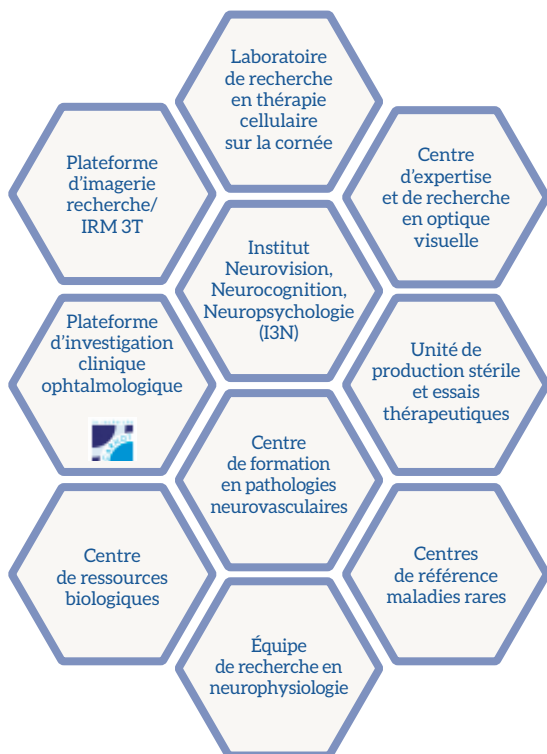 Laboratoire
de recherche
en thérapie
cellulaire
sur la cornée
Plateforme
d’imagerie
recherche/
IRM 3T
Centre
d’expertise
et de recherche
en optique
visuelle
Institut
Neurovision,
Neurocognition,
Neuropsychologie
(I3N)
Plateforme
d’investigation
clinique
ophtalmologique
Unité de
production stérile
et essais
thérapeutiques
Centre
de formation
en pathologies
neurovasculaires
Centre
de ressources
biologiques
Centres
de référence
maladies rares
Équipe
de recherche en
neurophysiologie